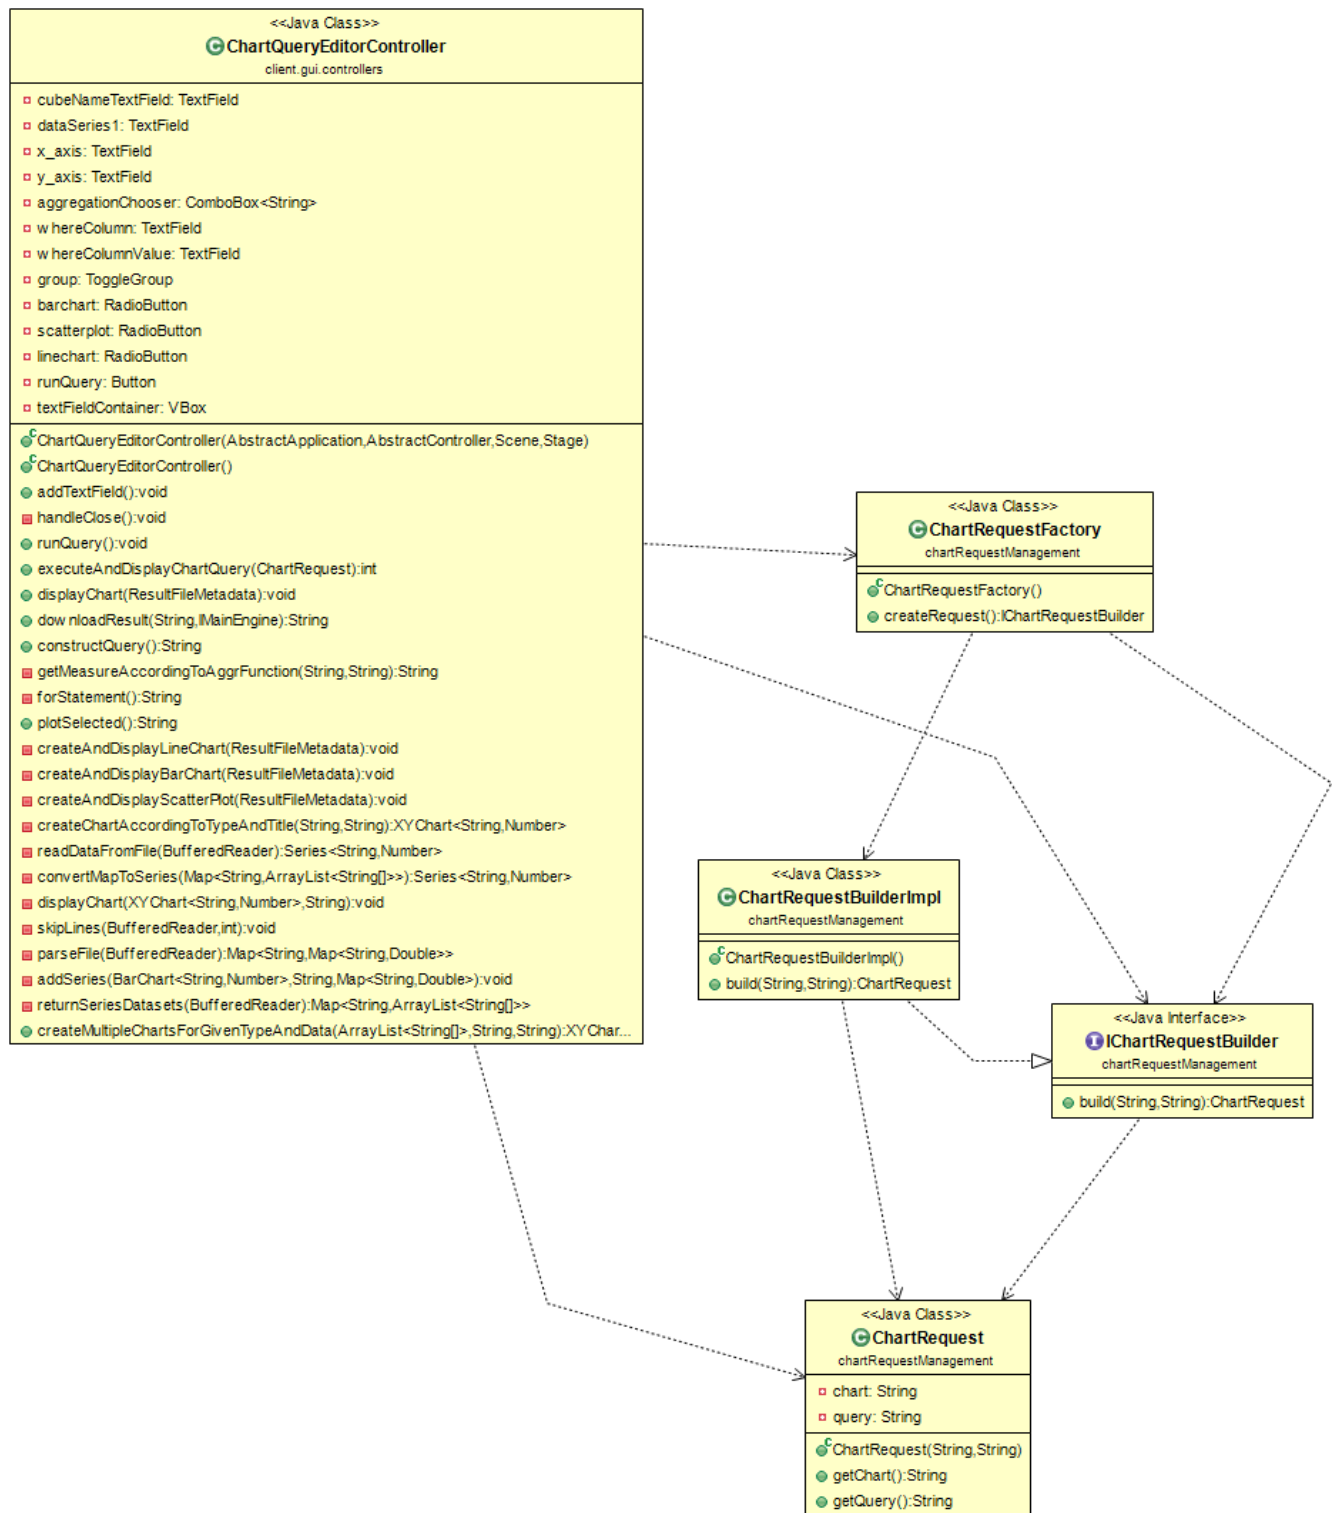 <<Java Class>>
ChartQueryEditorController
client.gui.controllers
cubeNameTextField: TextField
dataSeries1: TextField
x_axis: TextField
y_axis: TextField
aggregationChooser: ComboBox<String>
whereColumn: TextField
whereColumnValue: TextField
group: ToggleGroup
barchart: RadioButton
scatterplot: RadioButton
linechart: RadioButton
runQuery: Button
textFieldContainer: VBox
ChartQueryEditorController(AbstractApplication,AbstractController,Scene,Stage)
ChartQueryEditorController()
addTextField():void
handleClose():void
runQuery():void
executeAndDisplayChartQuery(ChartRequest):int
displayChart(ResultFileMetadata):void
downloadResult(String,IMainEngine):String
constructQuery():String
getMeasureAccordingToAggrFunction(String,String):String
forStatement():String
plotSelected():String
createAndDisplayLineChart(ResultFileMetadata):void
createAndDisplayBarChart(ResultFileMetadata):void
createAndDisplayScatterPlot(ResultFileMetadata):void
createChartAccordingToTypeAndTitle(String,String):XYChart<String,Number>
readDataFromFile(BufferedReader):Series<String,Number>
convertMapToSeries(Map<String,ArrayList<String[]>>):Series<String,Number>
displayChart(XYChart<String,Number>,String):void
skipLines(BufferedReader,int):void
parseFile(BufferedReader):Map<String,Map<String,Double>>
addSeries(BarChart<String,Number>,String,Map<String,Double>):void
returnSeriesDatasets(BufferedReader):Map<String,ArrayList<String[]>>
createMultipleChartsForGivenTypeAndData(ArrayList<String[]>,String,String):XYChar...
<<Java Class>>
ChartRequestFactory
chartRequestManagement
ChartRequestFactory()
createRequest():IChartRequestBuilder
<<Java Class>>
ChartRequestBuilderImpl
chartRequestManagement
ChartRequestBuilderImpl()
build(String,String):ChartRequest
<<Java Interface>>
IChartRequestBuilder
chartRequestManagement
build(String,String):ChartRequest
<<Java Class>>
ChartRequest
chartRequestManagement
chart: String
query: String
ChartRequest(String,String)
getChart():String
getQuery():String